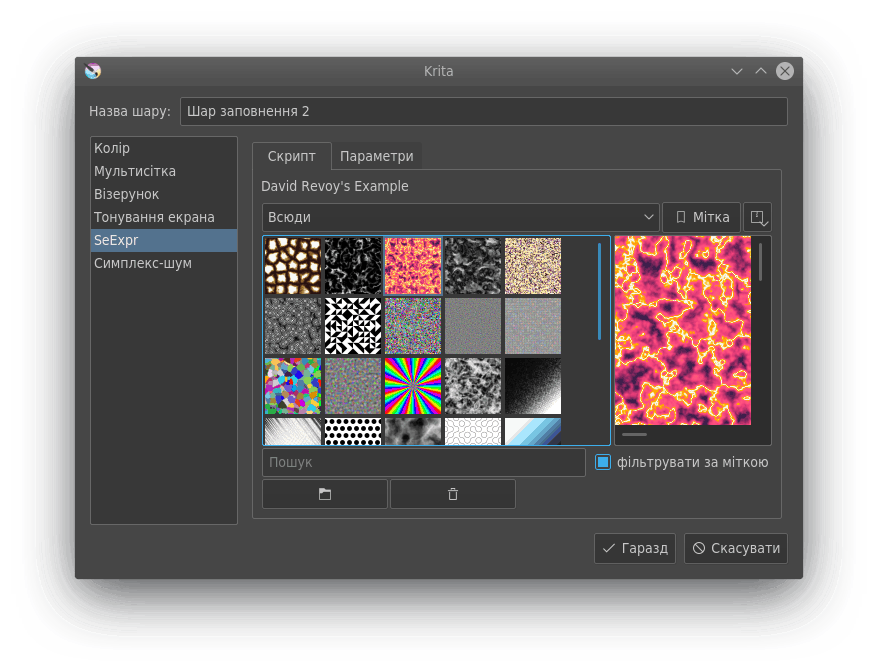 Krita
Назва шару: Шар заповнення 2
Колір
Мультисітка
Візерунок
Тонування екрана
SeExpr
Симплекс-шум
Скрипт Параметри
David Revoy's Example
Всюди Мітка
Пошук фільтрувати за міткою
Гаразд Скасувати